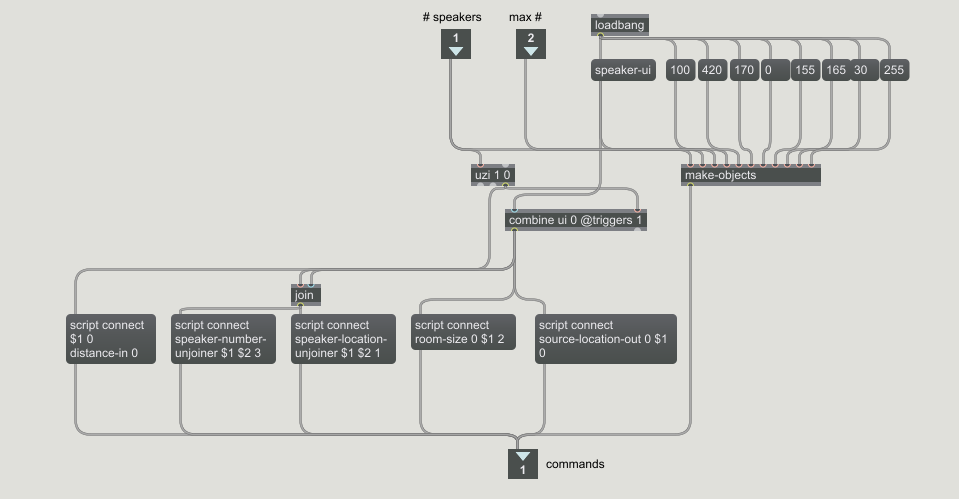 # speakers
max #
1
2
loadbang
speaker-ui
100
420
170
0
155
165
30
255
uzi 1 0
make-objects
combine ui 0 @triggers 1
join
script connect
$1 0
distance-in 0
script connect
speaker-number-
unjoiner $1 $2 3
script connect
speaker-location-
unjoiner $1 $2 1
script connect
room-size 0 $1 2
script connect
source-location-out 0 $1
0
1
commands